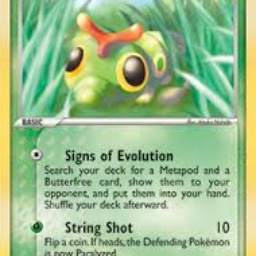 BASIC
Signs of Evolution
Search your deck for a Metapod and a
Butterfree card, show them to your
opponent, and put them into your hand.
Shuffle your deck afterward.
String Shot 10
Flip a coin. If heads, the Defending Pokémon
is now Paralyzed.